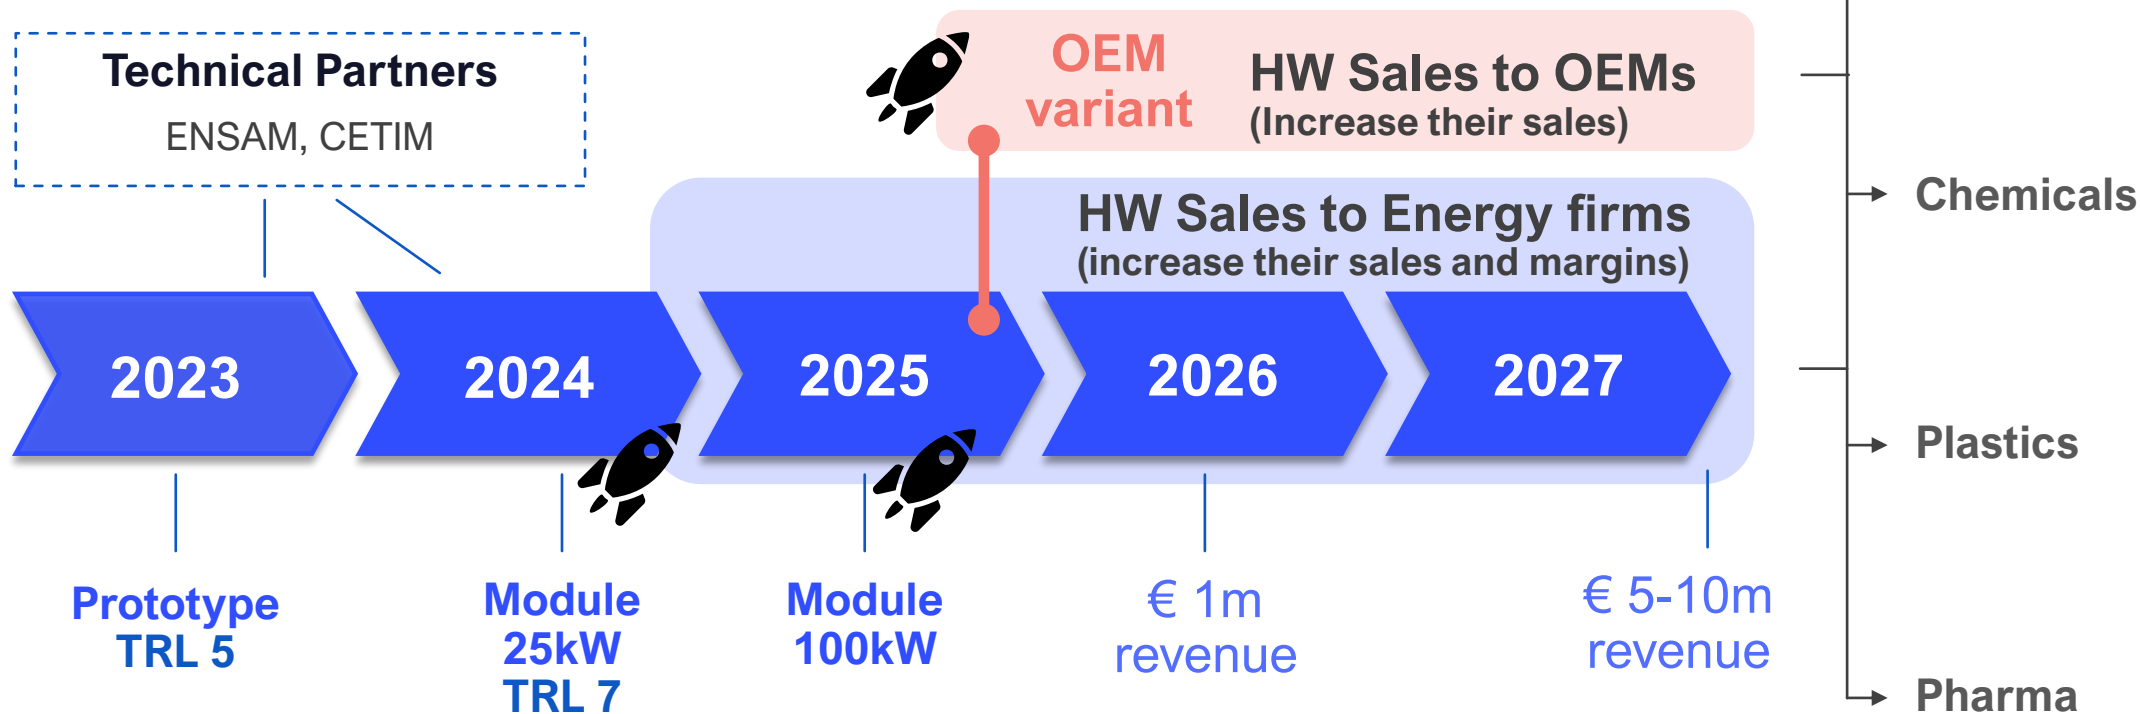 Technical Partners
ENSAM, CETIM
OEM
variant
HW Sales to OEMs
(Increase their sales)
HW Sales to Energy firms
(increase their sales and margins)
2023
2024
2025
2026
2027
Prototype
TRL 5
Module
25kW
TRL 7
Module
100kW
€ 1m
revenue
€ 5-10m
revenue
Chemicals
Plastics
Pharma